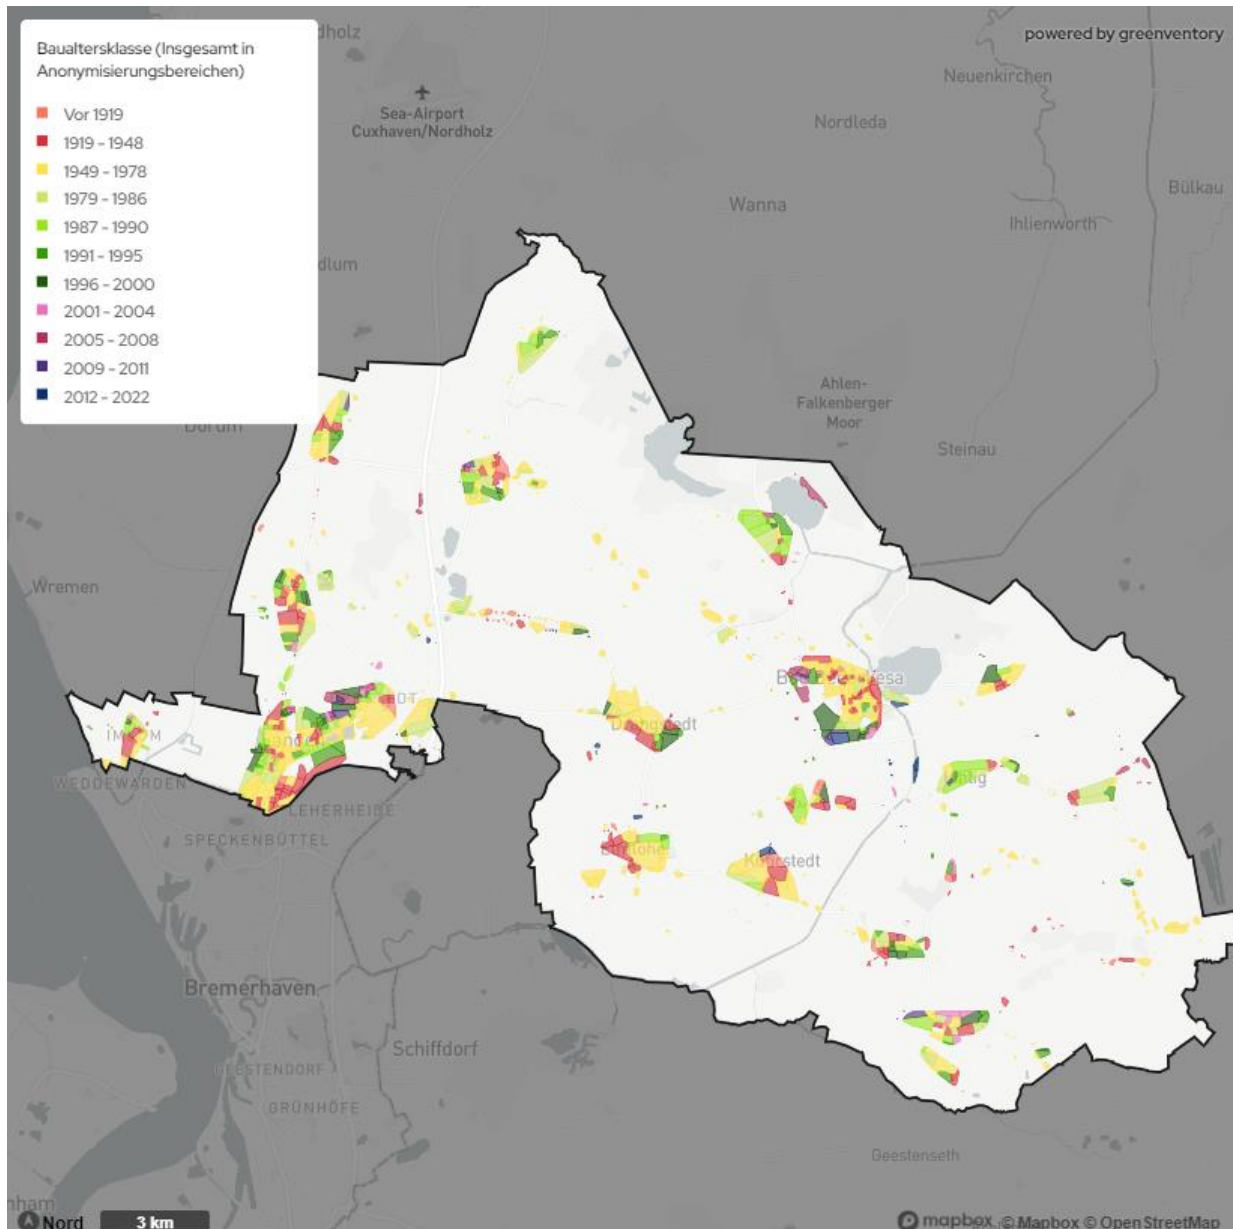 Baualtersklasse (Insgesamt in
Anonymisierungsbereichen)
Vor 1919
1919 - 1948
1949 - 1978
1979 - 1986
1987 - 1990
1991 - 1995
1996 - 2000
2001 - 2004
2005 - 2008
2009 - 2011
2012 - 2022
powered by greenventory
Neuenkirchen
Sea-Airport
Cuxhaven/Nordholz
Nordleda
Bülkau
Wanna
Ihlienworth
Ahlen-
Falkenberger
Moor
Steinau
Dorum
Wremen
WEDDEWARDEN
LEHERHEIDE
SPECKENBÜTTEL
Kührstedt
Bremerhaven
Schiffdorf
GEESTENDORF
GRÜNHÖFE
Geestenseth
Nord
3 km
mapbox © Mapbox © OpenStreetMap